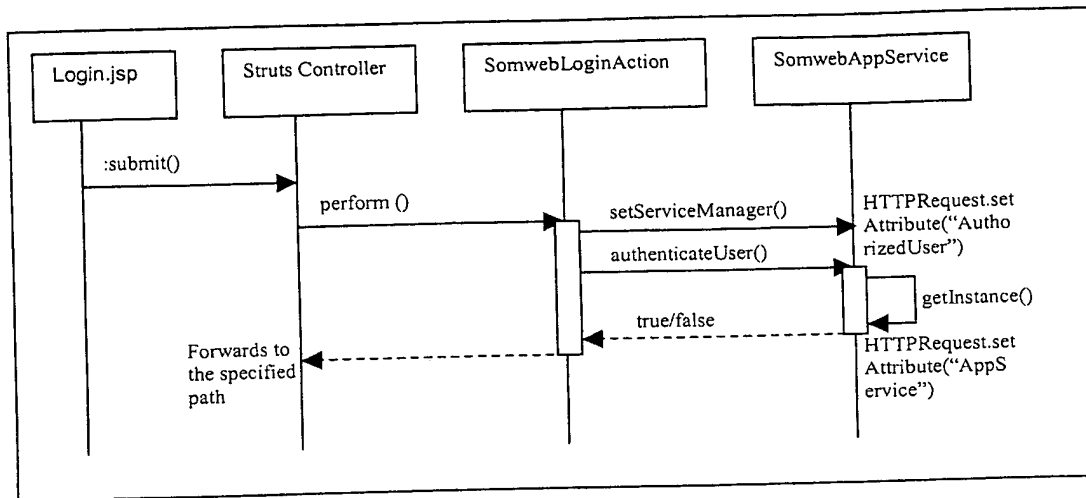 Login.jsp
Struts Controller
SomwebLoginAction
SomwebAppService
:submit()
perform ()
setServiceManager()
HTTPRequest.set
Attribute("Autho
rizedUser")
authenticateUser()
getInstance()
true/false
Forwards to
the specified
path
HTTPRequest.set
Attribute("AppS
ervice")